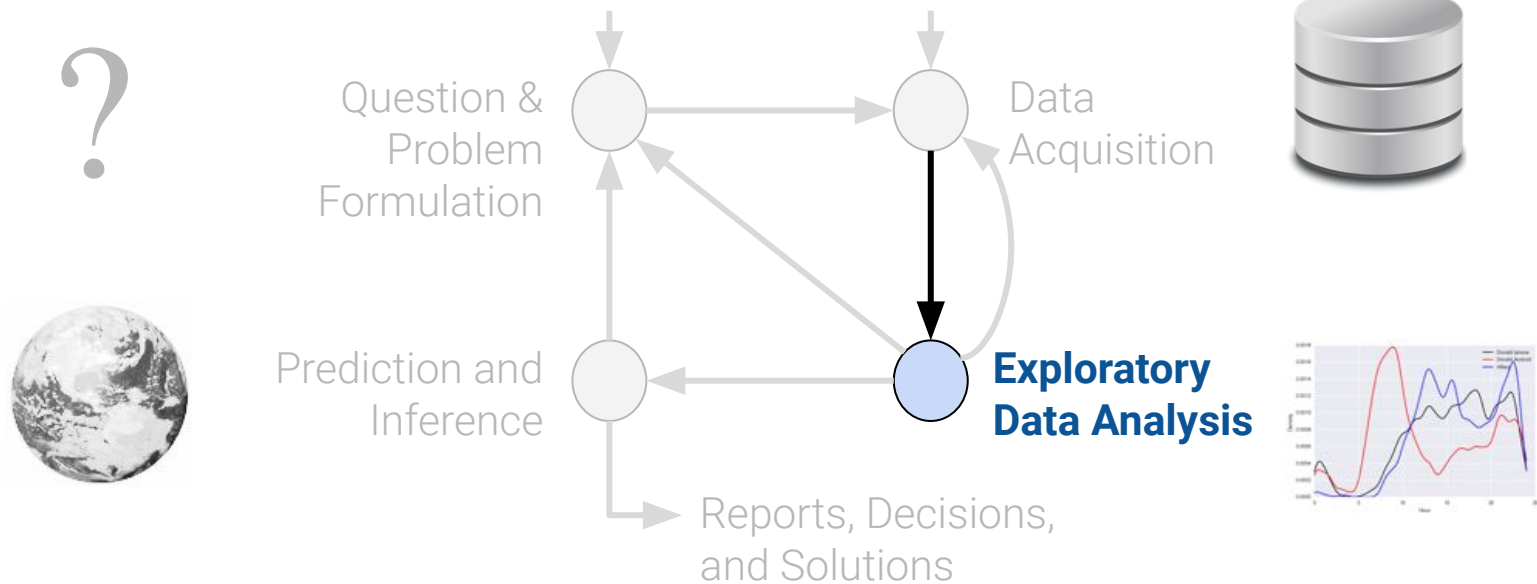 ?
Question &
Problem
Formulation
Data
Acquisition
Prediction and
Inference
Exploratory
Data Analysis
Reports, Decisions,
and Solutions